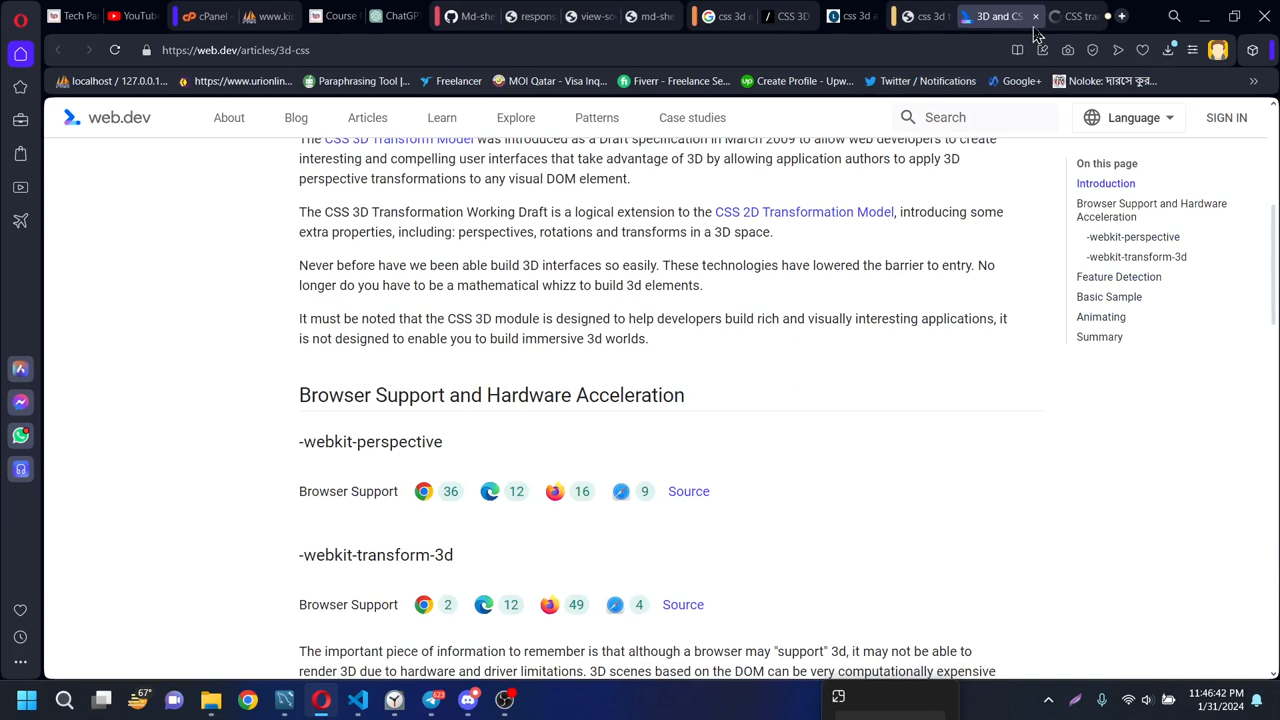 Tech Pa
YouTube
cPanel -
www.kis
Course
ChatGP
Md-she
respons
view-so
md-she
css 3d e
CSS 3D
css 3d a
css 3d t
3D and CS
CSS tra
https://web.dev/articles/3d-css
localhost / 127.0.0.1...
https://www.urionlin...
Paraphrasing Tool |...
Freelancer
MOI Qatar - Visa Inq...
Fiverr - Freelance Se...
Create Profile - Upw...
Twitter / Notifications
Google+
Noloke: দারসে কুর...
web.dev
About
Blog
Articles
Learn
Explore
Patterns
Case studies
Search
Language
SIGN IN
The CSS 3D Transform Model was introduced as a Draft specification in March 2009 to allow web developers to create
interesting and compelling user interfaces that take advantage of 3D by allowing application authors to apply 3D
perspective transformations to any visual DOM element.
The CSS 3D Transformation Working Draft is a logical extension to the CSS 2D Transformation Model, introducing some
extra properties, including: perspectives, rotations and transforms in a 3D space.
Never before have we been able build 3D interfaces so easily. These technologies have lowered the barrier to entry. No
longer do you have to be a mathematical whizz to build 3d elements.
It must be noted that the CSS 3D module is designed to help developers build rich and visually interesting applications, it
is not designed to enable you to build immersive 3d worlds.
Browser Support and Hardware Acceleration
-webkit-perspective
Browser Support 36 12 16 9 Source
-webkit-transform-3d
Browser Support 2 12 49 4 Source
The important piece of information to remember is that although a browser may "support" 3d, it may not be able to
render 3D due to hardware and driver limitations. 3D scenes based on the DOM can be very computationally expensive
On this page
Introduction
Browser Support and Hardware
Acceleration
-webkit-perspective
-webkit-transform-3d
Feature Detection
Basic Sample
Animating
Summary
67°
623
11:46:42 PM
1/31/2024